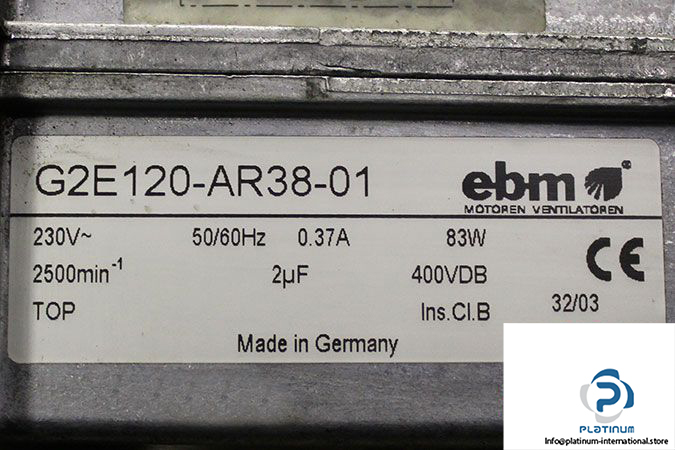 G2E120-AR38-01
ebm
MOTOREN VENTILATOREN
230V~ 50/60Hz 0.37A 83W
2500min⁻¹ 2µF 400VDB
CE
TOP Ins.Cl.B 32/03
Made in Germany
PLATINUM
Info@platinum-international.store